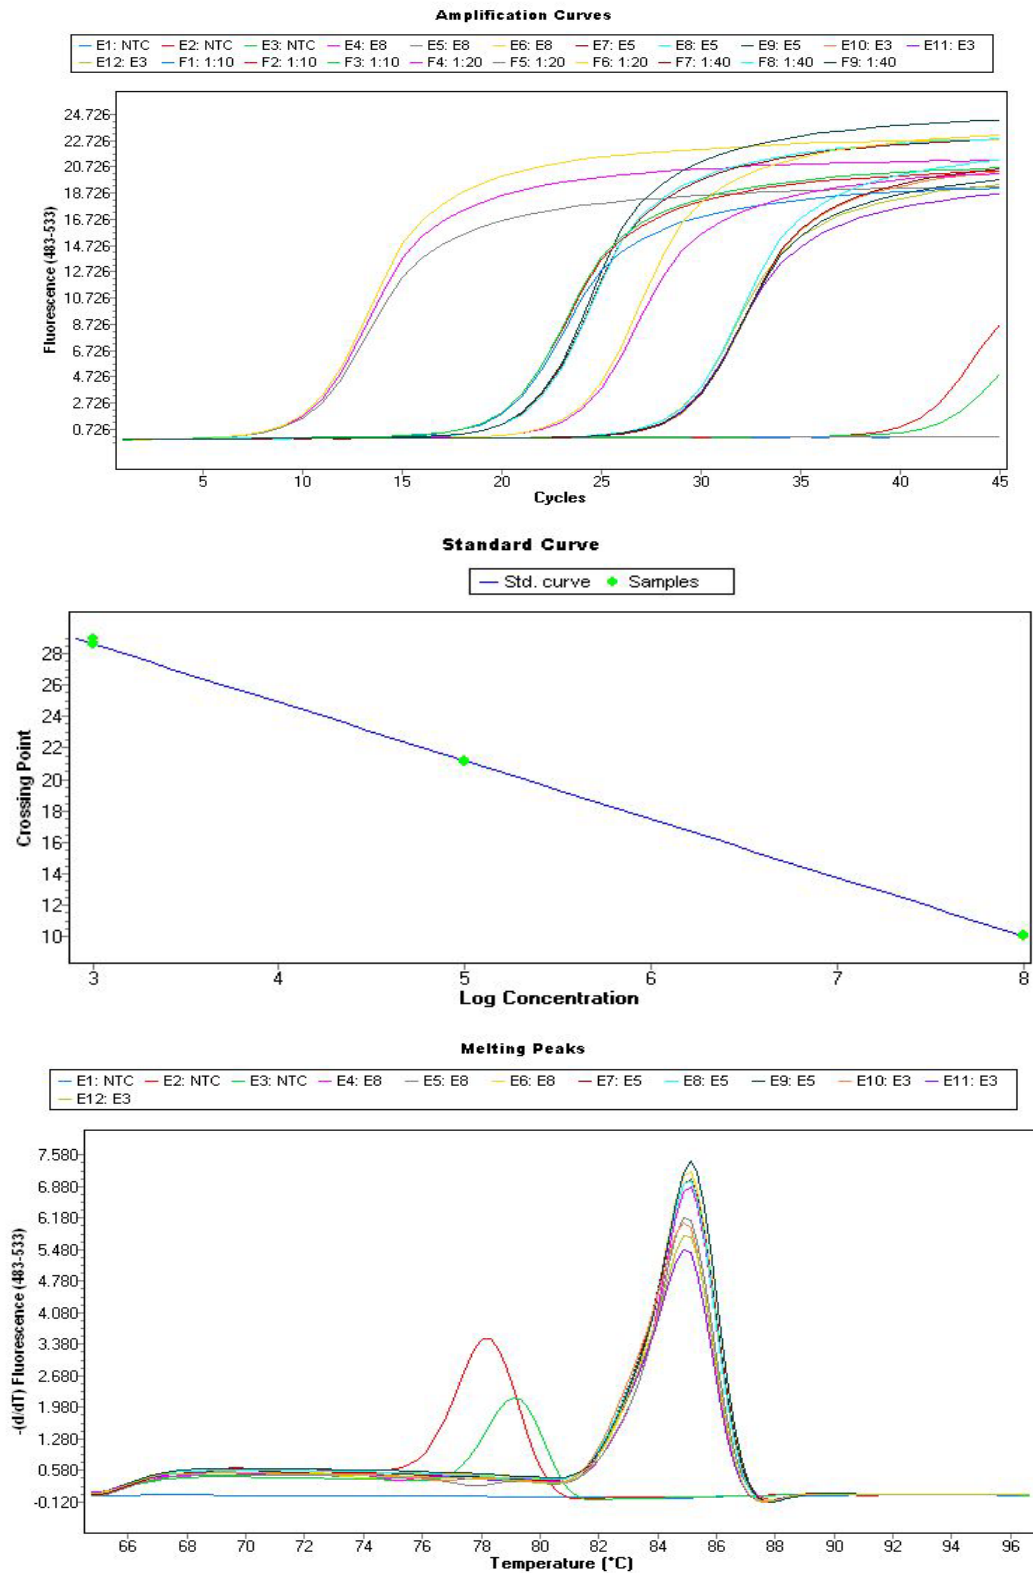 Amplification Curves
E1: NTC E2: NTC E3: NTC E4: E8 E5: E8 E6: E8 E7: E5 E8: E5 E9: E5 E10: E3 E11: E3
E12: E3 F1: 1:10 F2: 1:10 F3: 1:10 F4: 1:20 F5: 1:20 F6: 1:20 F7: 1:40 F8: 1:40 F9: 1:40
Fluorescence (483-533)
24.726
22.726
20.726
18.726
16.726
14.726
12.726
10.726
8.726
6.726
4.726
2.726
0.726
5 10 15 20 25 30 35 40 45
Cycles
Standard Curve
Std. curve Samples
Crossing Point
28
26
24
22
20
18
16
14
12
10
3 4 5 6 7 8
Log Concentration
Melting Peaks
E1: NTC E2: NTC E3: NTC E4: E8 E5: E8 E6: E8 E7: E5 E8: E5 E9: E5 E10: E3 E11: E3
E12: E3
-(d/dT) Fluorescence (483-533)
7.580
6.880
6.180
5.480
4.780
4.080
3.380
2.680
1.980
1.280
0.580
-0.120
66 68 70 72 74 76 78 80 82 84 86 88 90 92 94 96
Temperature (°C)